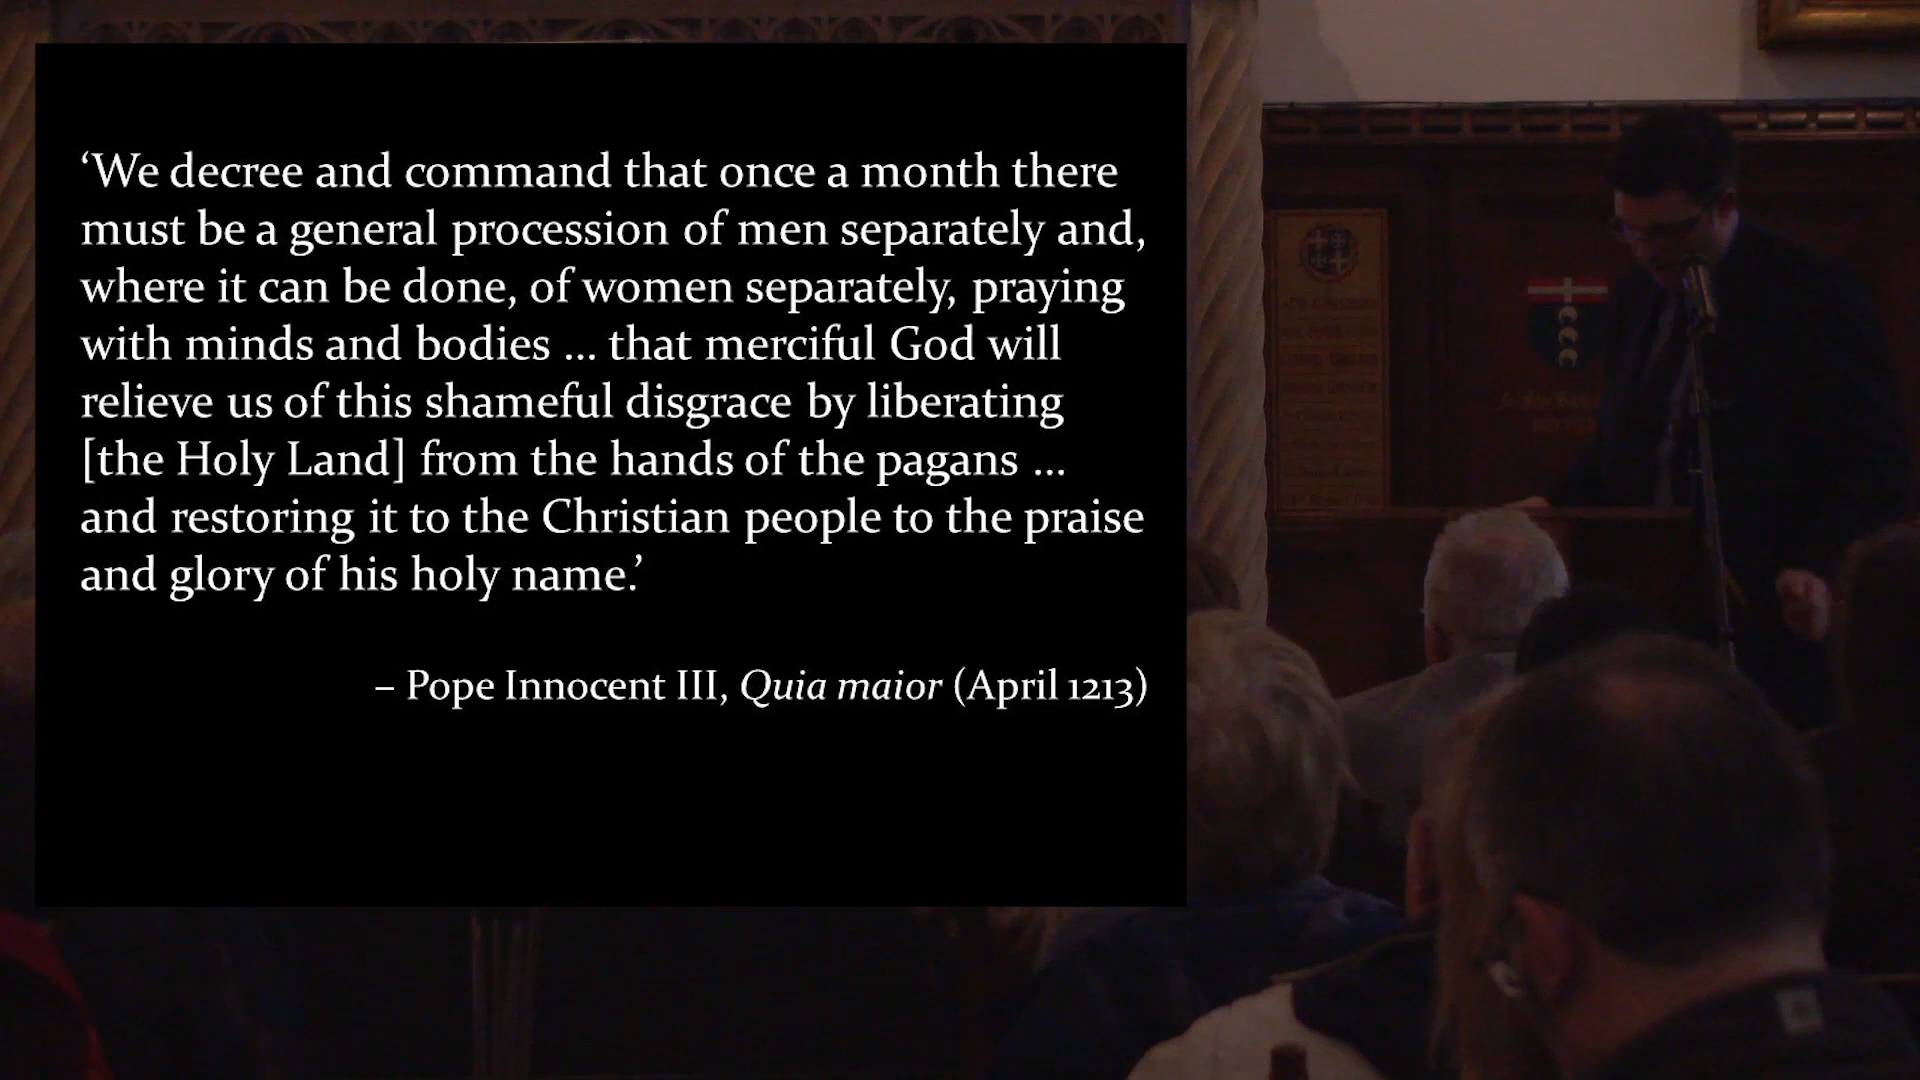 ‘We decree and command that once a month there
must be a general procession of men separately and,
where it can be done, of women separately, praying
with minds and bodies ... that merciful God will
relieve us of this shameful disgrace by liberating
[the Holy Land] from the hands of the pagans ...
and restoring it to the Christian people to the praise
and glory of his holy name.’
– Pope Innocent III, Quia maior (April 1213)